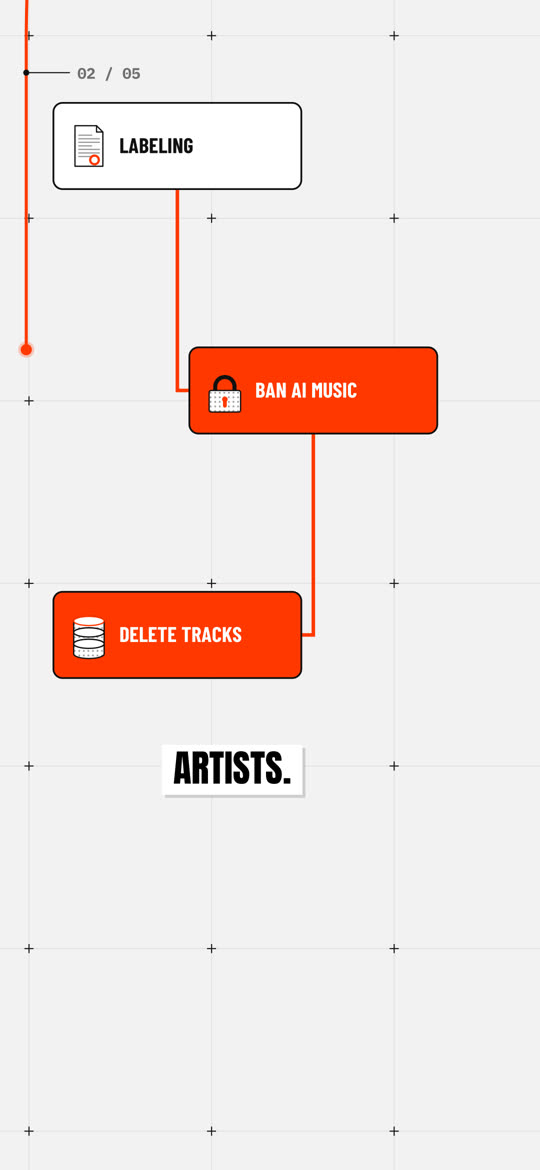 02 / 05
LABELING
BAN AI MUSIC
DELETE TRACKS
ARTISTS.